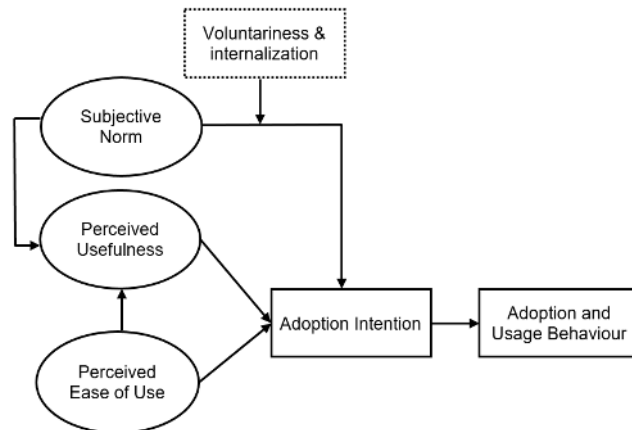 Voluntariness &
internalization
Subjective
Norm
Perceived
Usefulness
Adoption Intention
Adoption and
Usage Behaviour
Perceived
Ease of Use